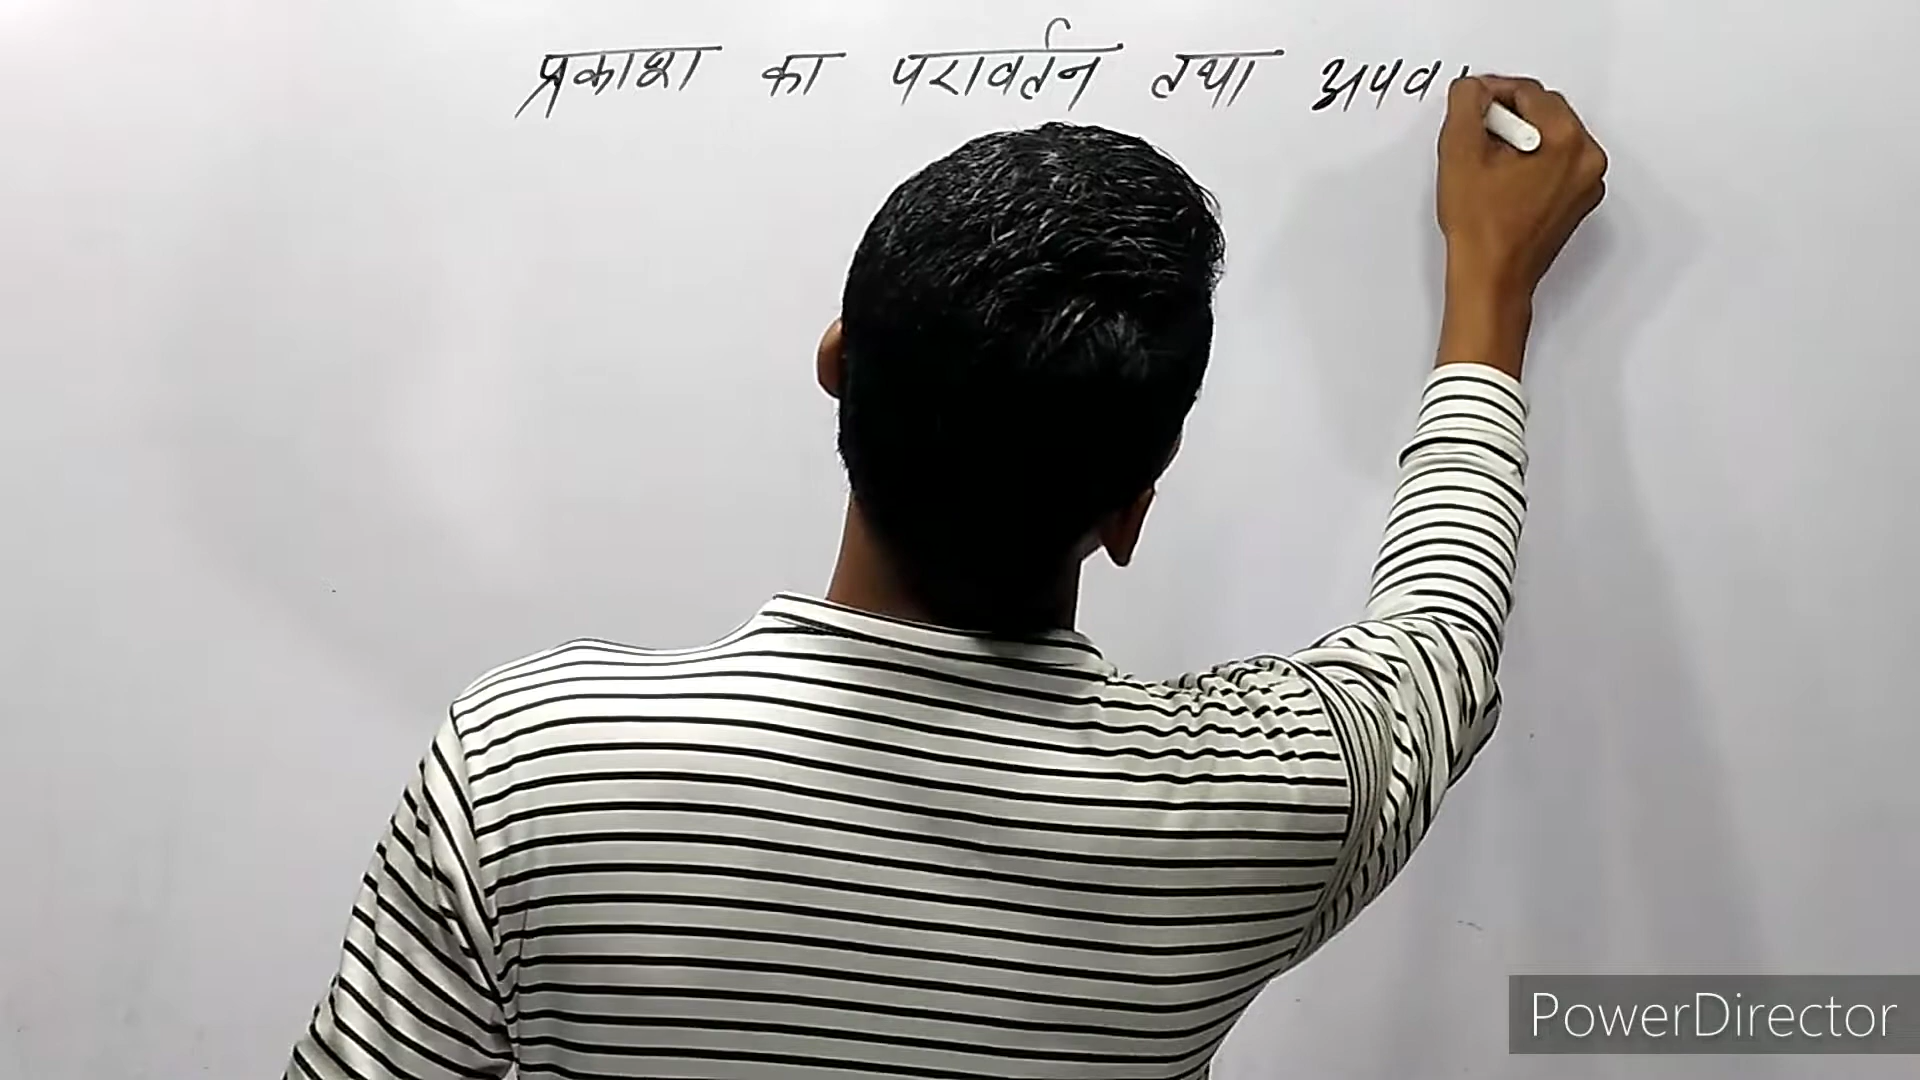 प्रकाश का परावर्तन तथा अपव
PowerDirector